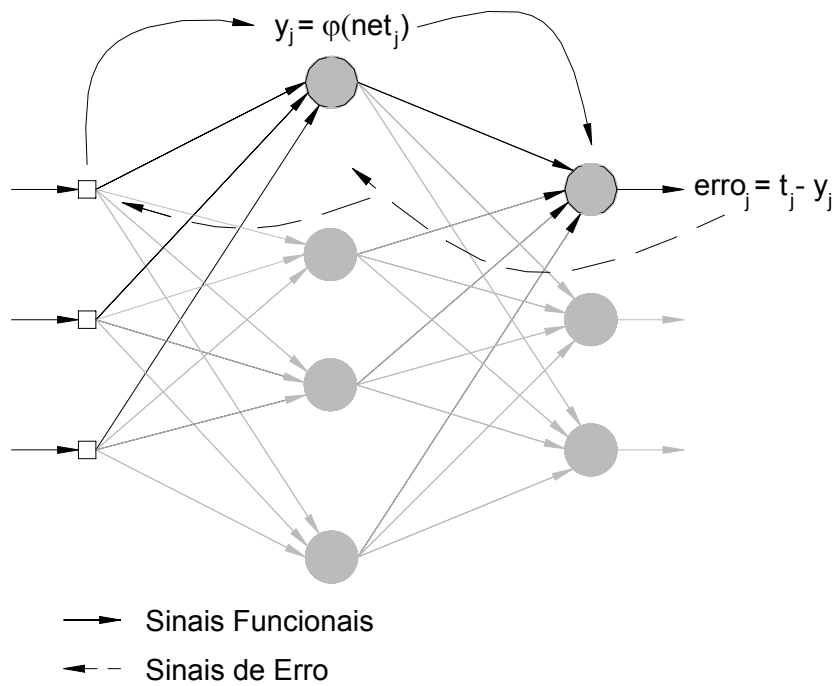 yj = φ(netj)
erroj = tj- yj
Sinais Funcionais
Sinais de Erro